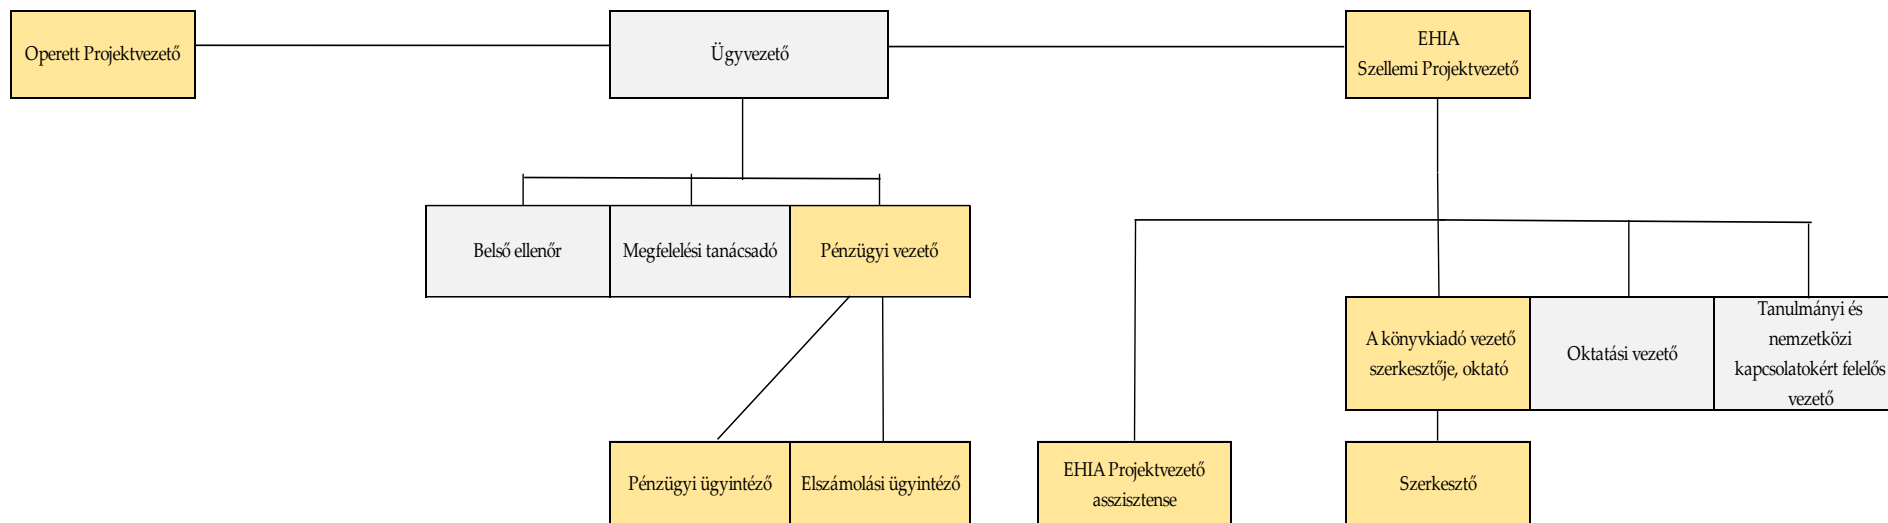 Operett Projektvezető
Ügyvezető
EHIA
Szellemi Projektvezető
Belső ellenőr
Megfelelési tanácsadó
Pénzügyi vezető
A könyvkiadó vezető
szerkesztője, oktató
Oktatási vezető
Tanulmányi és
nemzetközi
kapcsolatokért felelős
vezető
Pénzügyi ügyintéző
Elszámolási ügyintéző
EHIA Projektvezető
asszisztense
Szerkesztő